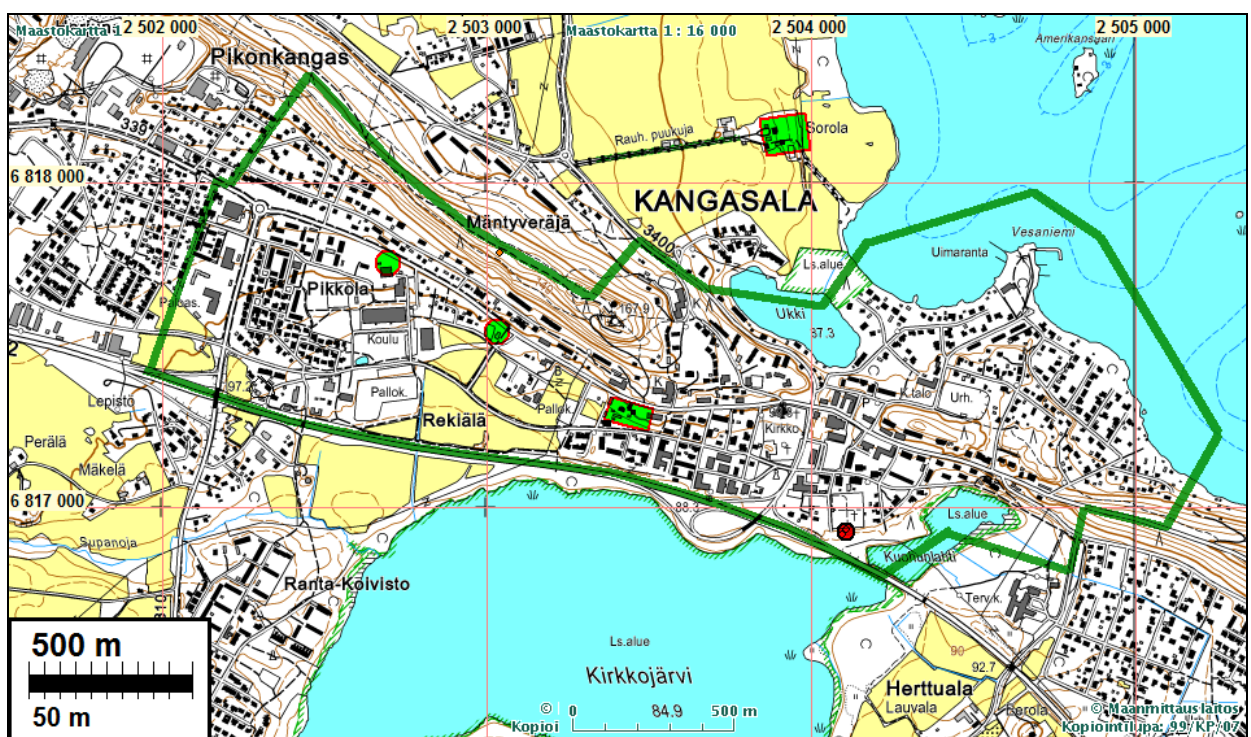 Maastokartta 1
2 502 000
2 503 000
Maastokartta 1 : 16 000
2 504 000
2 505 000
Pikonkangas
339
Rauh. puukuja
Sorola
3
6 818 000
KANGASALA
Mäntyveräjä
3400
Vesaniemi
Uimaranta
Ls.alue
Ukki
87.3
140
167.9
Pikkola
Koulu
K
97.2
Pallok.
Lepistö
Rekiälä
Pallok.
K
K.talo
Urh.
P
Kirkko
Perälä
Mäkelä
6 817 000
88.3
Ls.alue
Supanoja
Kuohunlahti
Ranta-Koivisto
Terv.k.
Ls.alue
Kirkkojärvi
84.9
90
92.7
Herttuala
Lauvala
500 m
50 m
© Maanmittauslaitos
Kopiointilupa: 99/KP/07
© Kopioi
0
500 m